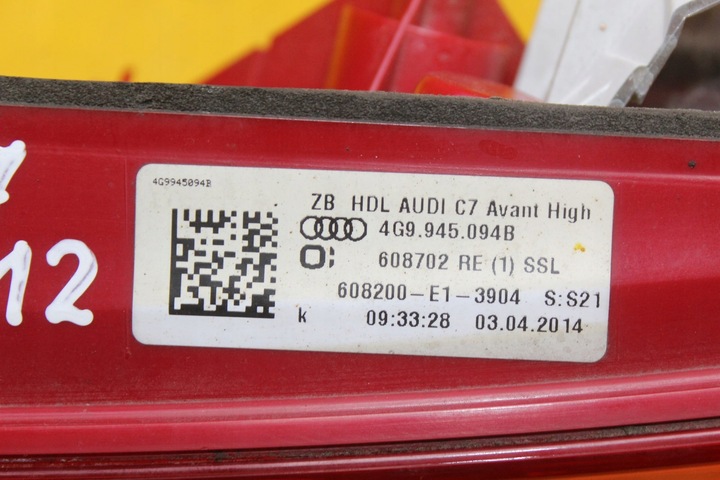 4G9945094B
ZB HDL AUDI C7 Avant High
4G9.945.094B
608702 RE (1) SSL
608200-E1-3904 S:S21
k 09:33:28 03.04.2014
12